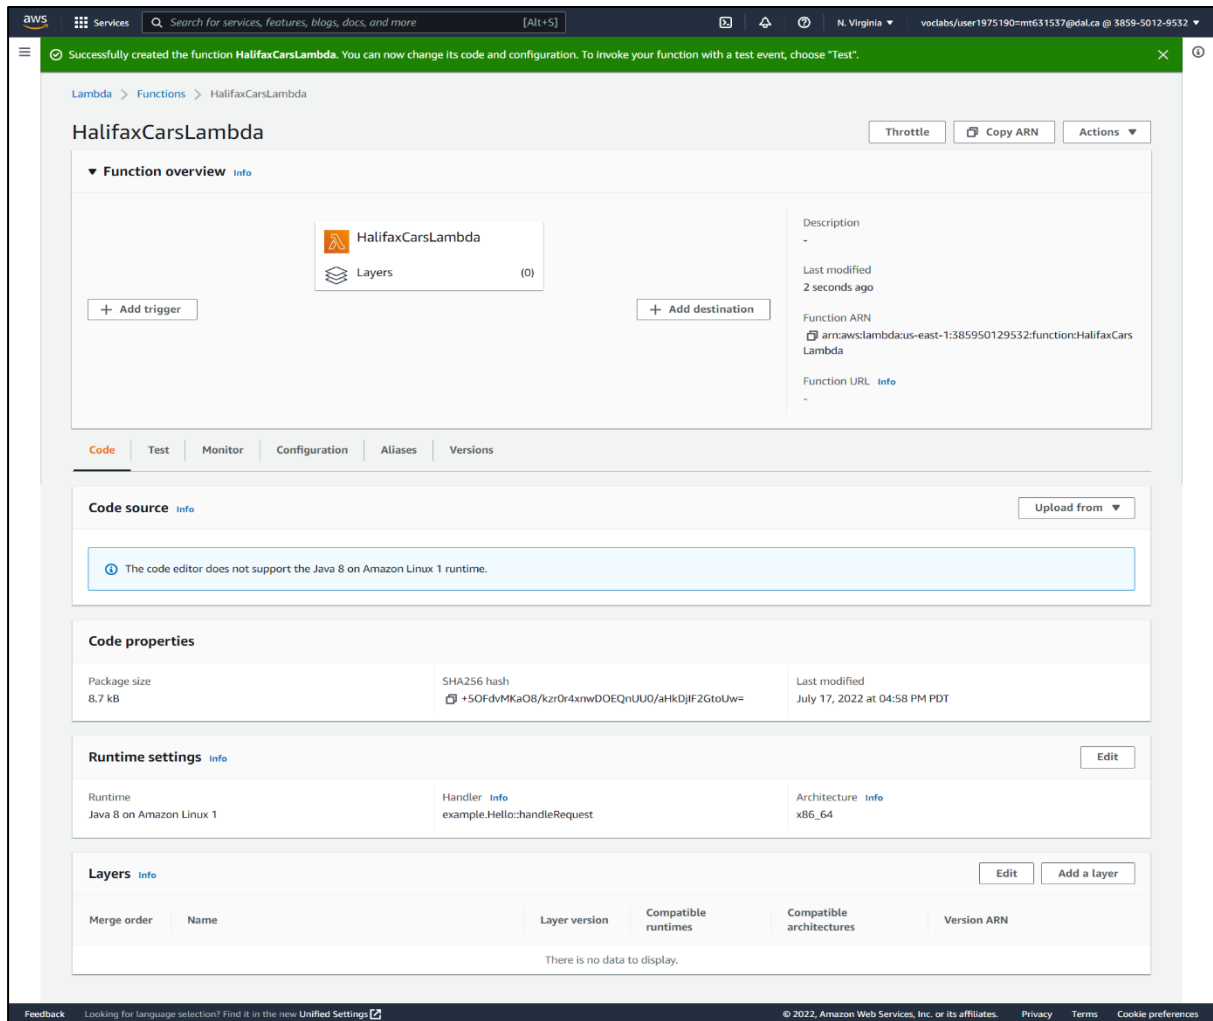 aws Services Search for services, features, blogs, docs, and more [Alt+S] N. Virginia ▼ voclabs/user1975190=mt631537@dal.ca @ 3859-5012-9532 ▼
Successfully created the function HalifaxCarsLambda. You can now change its code and configuration. To invoke your function with a test event, choose "Test".
Lambda > Functions > HalifaxCarsLambda
HalifaxCarsLambda
Throttle Copy ARN Actions ▼
▼ Function overview Info
HalifaxCarsLambda
Layers (0)
+ Add trigger
+ Add destination
Description
-
Last modified
2 seconds ago
Function ARN
arn:aws:lambda:us-east-1:385950129532:function:HalifaxCars
Lambda
Function URL Info
-
Code Test Monitor Configuration Aliases Versions
Code source Info Upload from ▼
The code editor does not support the Java 8 on Amazon Linux 1 runtime.
Code properties
Package size SHA256 hash Last modified
8.7 kB +5OFdvMKaO8/kzr0r4xnwDOEQnUU0/aHkDjIF2GtoUw= July 17, 2022 at 04:58 PM PDT
Runtime settings Info Edit
Runtime Handler Info Architecture Info
Java 8 on Amazon Linux 1 example.Hello::handleRequest x86_64
Layers Info Edit Add a layer
Merge order Name Layer version Compatible runtimes Compatible architectures Version ARN
There is no data to display.
Feedback Looking for language selection? Find it in the new Unified Settings © 2022, Amazon Web Services, Inc. or its affiliates. Privacy Terms Cookie preferences